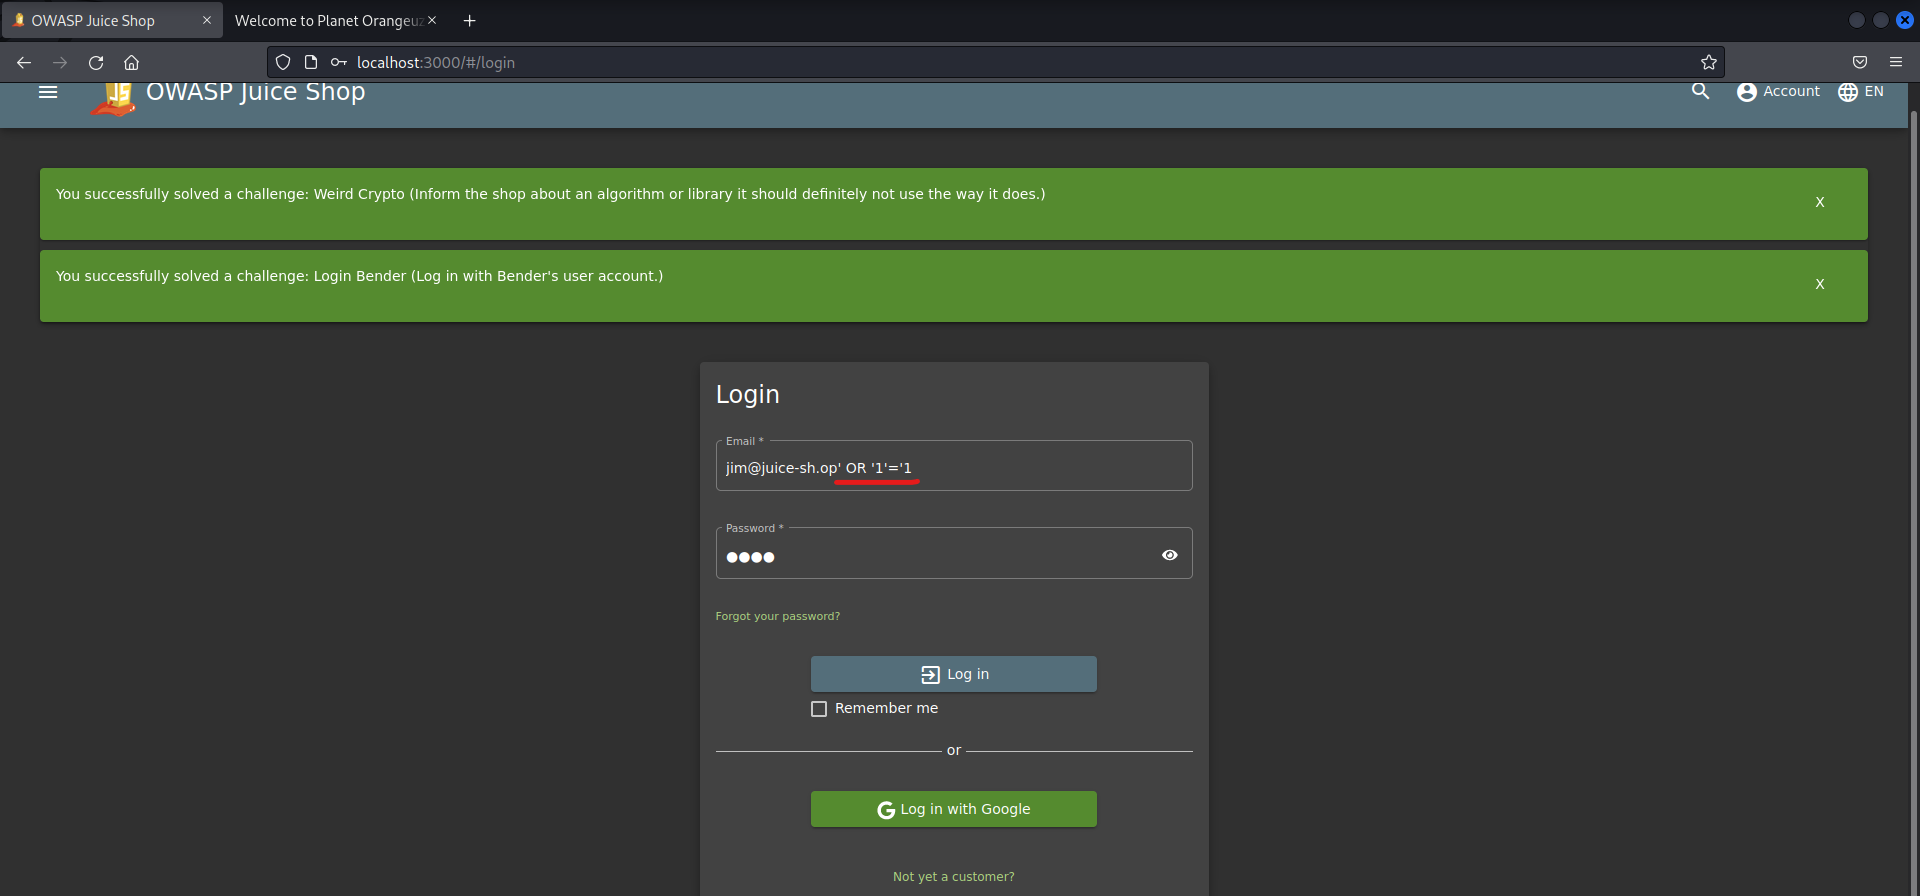 OWASP Juice Shop
Welcome to Planet Orangeuz
localhost:3000/#/login
OWASP Juice Shop
Account
EN
You successfully solved a challenge: Weird Crypto (Inform the shop about an algorithm or library it should definitely not use the way it does.)
X
You successfully solved a challenge: Login Bender (Log in with Bender's user account.)
X
Login
Email *
jim@juice-sh.op' OR '1'='1
Password *
●●●●
Forgot your password?
Log in
Remember me
or
G Log in with Google
Not yet a customer?